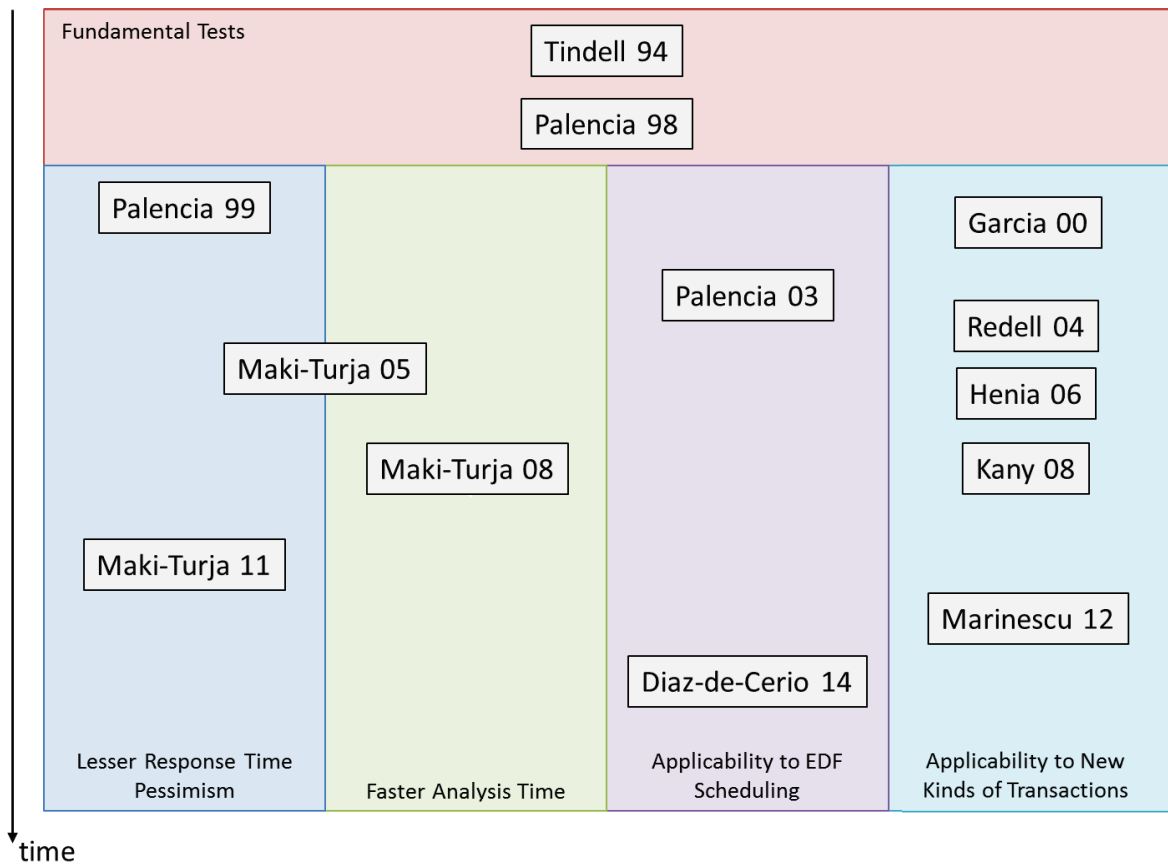 Fundamental Tests
Tindell 94
Palencia 98
Palencia 99
Garcia 00
Palencia 03
Redell 04
Maki-Turja 05
Henia 06
Maki-Turja 08
Kany 08
Maki-Turja 11
Marinescu 12
Diaz-de-Cerio 14
Lesser Response Time
Pessimism
Faster Analysis Time
Applicability to EDF
Scheduling
Applicability to New
Kinds of Transactions
time